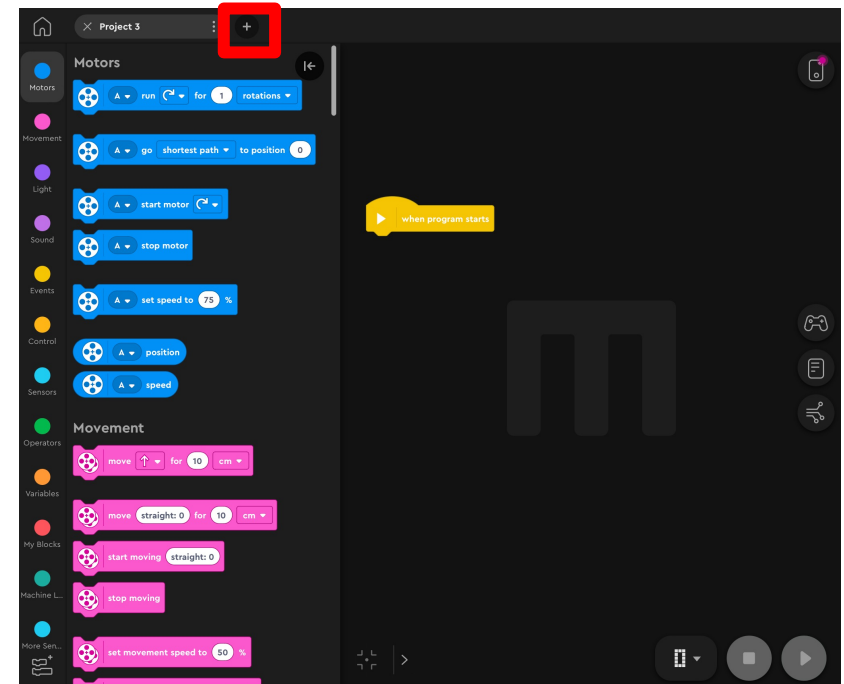 Project 3
Motors
Motors
A run for 1 rotations
A go shortest path to position 0
A start motor
A stop motor
A set speed to 75 %
A position
A speed
Movement
move for 10 cm
move straight: 0 for 10 cm
start moving straight: 0
stop moving
set movement speed to 50 %
Movement
Light
Sound
Events
Control
Sensors
Operators
Variables
My Blocks
Machine L...
More Sen...
when program starts